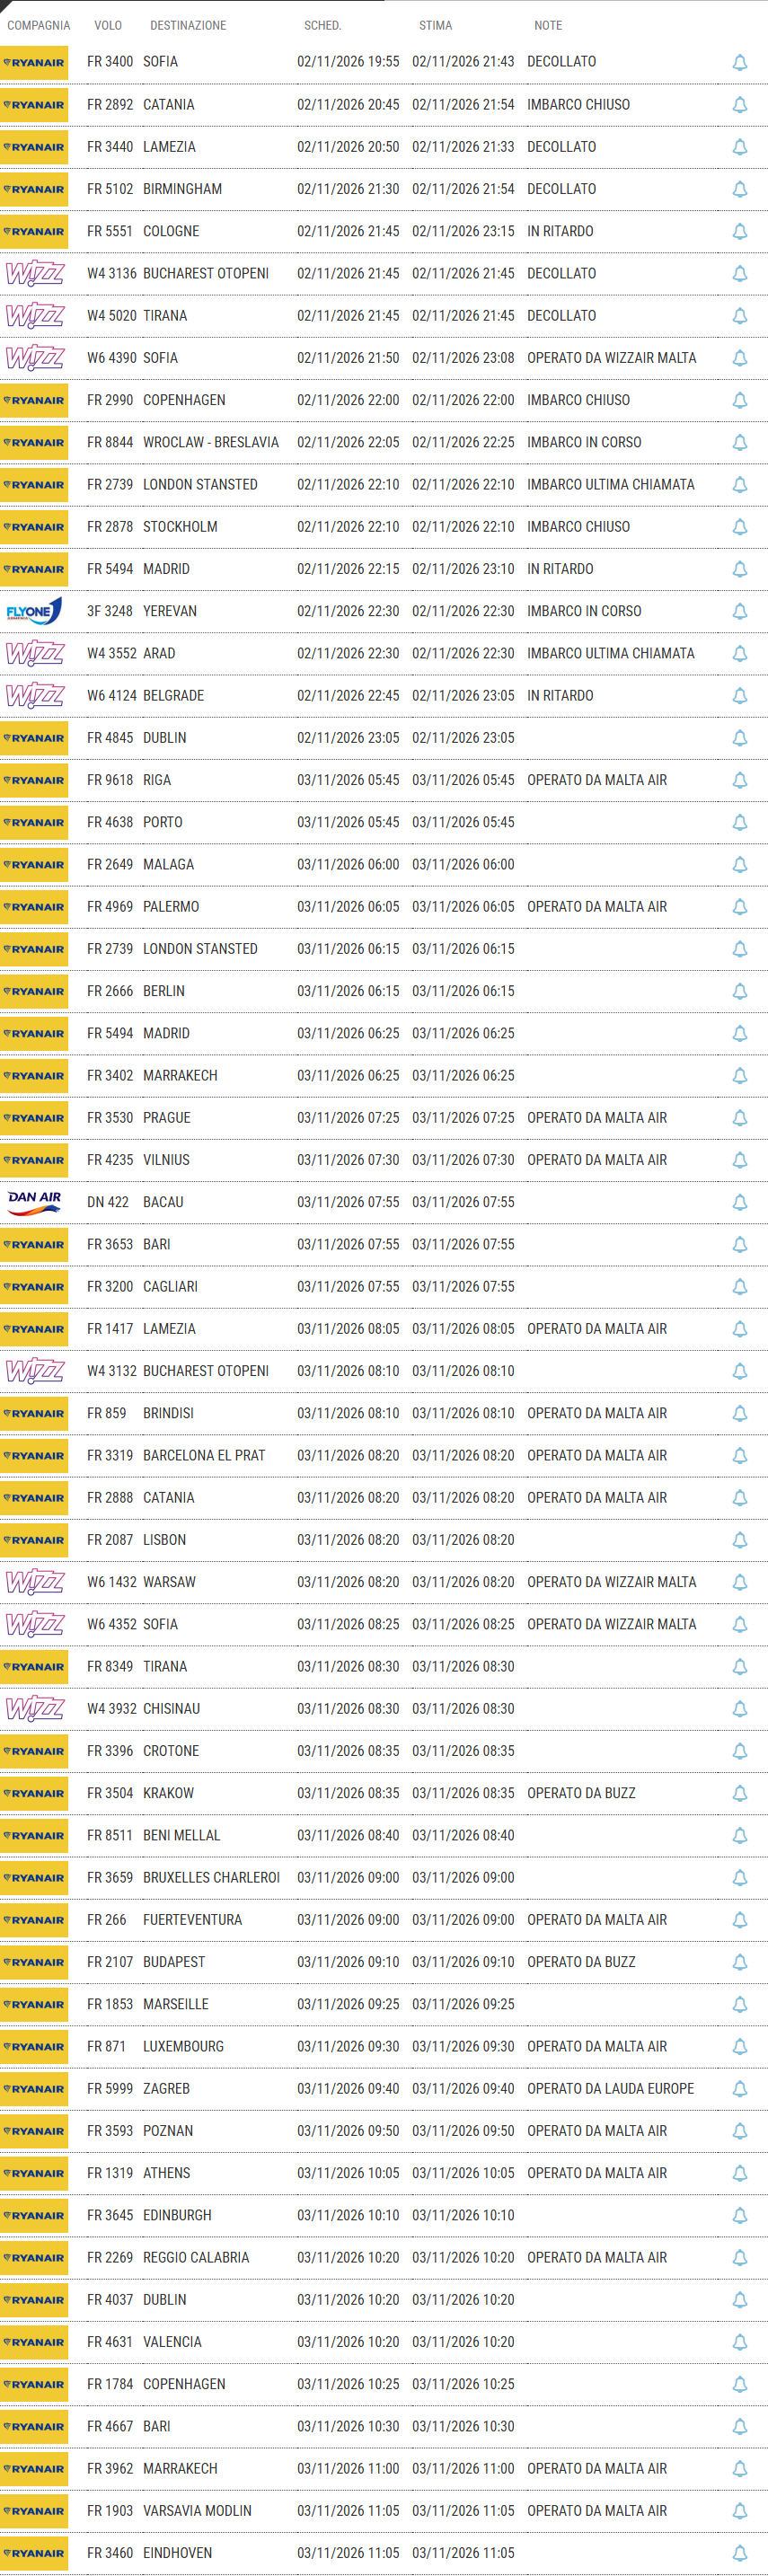 COMPAGNIA VOLO DESTINAZIONE SCHED. STIMA NOTE
RYANAIR FR 3400 SOFIA 02/11/2026 19:55 02/11/2026 21:43 DECOLLATO
RYANAIR FR 2892 CATANIA 02/11/2026 20:45 02/11/2026 21:54 IMBARCO CHIUSO
RYANAIR FR 3440 LAMEZIA 02/11/2026 20:50 02/11/2026 21:33 DECOLLATO
RYANAIR FR 5102 BIRMINGHAM 02/11/2026 21:30 02/11/2026 21:54 DECOLLATO
RYANAIR FR 5551 COLOGNE 02/11/2026 21:45 02/11/2026 23:15 IN RITARDO
WIZZ W4 3136 BUCHAREST OTOPENI 02/11/2026 21:45 02/11/2026 21:45 DECOLLATO
WIZZ W4 5020 TIRANA 02/11/2026 21:45 02/11/2026 21:45 DECOLLATO
WIZZ W6 4390 SOFIA 02/11/2026 21:50 02/11/2026 23:08 OPERATO DA WIZZAIR MALTA
RYANAIR FR 2990 COPENHAGEN 02/11/2026 22:00 02/11/2026 22:00 IMBARCO CHIUSO
RYANAIR FR 8844 WROCLAW - BRESLAVIA 02/11/2026 22:05 02/11/2026 22:25 IMBARCO IN CORSO
RYANAIR FR 2739 LONDON STANSTED 02/11/2026 22:10 02/11/2026 22:10 IMBARCO ULTIMA CHIAMATA
RYANAIR FR 2878 STOCKHOLM 02/11/2026 22:10 02/11/2026 22:10 IMBARCO CHIUSO
RYANAIR FR 5494 MADRID 02/11/2026 22:15 02/11/2026 23:10 IN RITARDO
FLYONE ARMENIA 3F 3248 YEREVAN 02/11/2026 22:30 02/11/2026 22:30 IMBARCO IN CORSO
WIZZ W4 3552 ARAD 02/11/2026 22:30 02/11/2026 22:30 IMBARCO ULTIMA CHIAMATA
WIZZ W6 4124 BELGRADE 02/11/2026 22:45 02/11/2026 23:05 IN RITARDO
RYANAIR FR 4845 DUBLIN 02/11/2026 23:05 02/11/2026 23:05
RYANAIR FR 9618 RIGA 03/11/2026 05:45 03/11/2026 05:45 OPERATO DA MALTA AIR
RYANAIR FR 4638 PORTO 03/11/2026 05:45 03/11/2026 05:45
RYANAIR FR 2649 MALAGA 03/11/2026 06:00 03/11/2026 06:00
RYANAIR FR 4969 PALERMO 03/11/2026 06:05 03/11/2026 06:05 OPERATO DA MALTA AIR
RYANAIR FR 2739 LONDON STANSTED 03/11/2026 06:15 03/11/2026 06:15
RYANAIR FR 2666 BERLIN 03/11/2026 06:15 03/11/2026 06:15
RYANAIR FR 5494 MADRID 03/11/2026 06:25 03/11/2026 06:25
RYANAIR FR 3402 MARRAKECH 03/11/2026 06:25 03/11/2026 06:25
RYANAIR FR 3530 PRAGUE 03/11/2026 07:25 03/11/2026 07:25 OPERATO DA MALTA AIR
RYANAIR FR 4235 VILNIUS 03/11/2026 07:30 03/11/2026 07:30 OPERATO DA MALTA AIR
DAN AIR DN 422 BACAU 03/11/2026 07:55 03/11/2026 07:55
RYANAIR FR 3653 BARI 03/11/2026 07:55 03/11/2026 07:55
RYANAIR FR 3200 CAGLIARI 03/11/2026 07:55 03/11/2026 07:55
RYANAIR FR 1417 LAMEZIA 03/11/2026 08:05 03/11/2026 08:05 OPERATO DA MALTA AIR
WIZZ W4 3132 BUCHAREST OTOPENI 03/11/2026 08:10 03/11/2026 08:10
RYANAIR FR 859 BRINDISI 03/11/2026 08:10 03/11/2026 08:10 OPERATO DA MALTA AIR
RYANAIR FR 3319 BARCELONA EL PRAT 03/11/2026 08:20 03/11/2026 08:20 OPERATO DA MALTA AIR
RYANAIR FR 2888 CATANIA 03/11/2026 08:20 03/11/2026 08:20 OPERATO DA MALTA AIR
RYANAIR FR 2087 LISBON 03/11/2026 08:20 03/11/2026 08:20
WIZZ W6 1432 WARSAW 03/11/2026 08:20 03/11/2026 08:20 OPERATO DA WIZZAIR MALTA
WIZZ W6 4352 SOFIA 03/11/2026 08:25 03/11/2026 08:25 OPERATO DA WIZZAIR MALTA
RYANAIR FR 8349 TIRANA 03/11/2026 08:30 03/11/2026 08:30
WIZZ W4 3932 CHISINAU 03/11/2026 08:30 03/11/2026 08:30
RYANAIR FR 3396 CROTONE 03/11/2026 08:35 03/11/2026 08:35
RYANAIR FR 3504 KRAKOW 03/11/2026 08:35 03/11/2026 08:35 OPERATO DA BUZZ
RYANAIR FR 8511 BENI MELLAL 03/11/2026 08:40 03/11/2026 08:40
RYANAIR FR 3659 BRUXELLES CHARLEROI 03/11/2026 09:00 03/11/2026 09:00
RYANAIR FR 266 FUERTEVENTURA 03/11/2026 09:00 03/11/2026 09:00 OPERATO DA MALTA AIR
RYANAIR FR 2107 BUDAPEST 03/11/2026 09:10 03/11/2026 09:10 OPERATO DA BUZZ
RYANAIR FR 1853 MARSEILLE 03/11/2026 09:25 03/11/2026 09:25
RYANAIR FR 871 LUXEMBOURG 03/11/2026 09:30 03/11/2026 09:30 OPERATO DA MALTA AIR
RYANAIR FR 5999 ZAGREB 03/11/2026 09:40 03/11/2026 09:40 OPERATO DA LAUDA EUROPE
RYANAIR FR 3593 POZNAN 03/11/2026 09:50 03/11/2026 09:50 OPERATO DA MALTA AIR
RYANAIR FR 1319 ATHENS 03/11/2026 10:05 03/11/2026 10:05 OPERATO DA MALTA AIR
RYANAIR FR 3645 EDINBURGH 03/11/2026 10:10 03/11/2026 10:10
RYANAIR FR 2269 REGGIO CALABRIA 03/11/2026 10:20 03/11/2026 10:20 OPERATO DA MALTA AIR
RYANAIR FR 4037 DUBLIN 03/11/2026 10:20 03/11/2026 10:20
RYANAIR FR 4631 VALENCIA 03/11/2026 10:20 03/11/2026 10:20
RYANAIR FR 1784 COPENHAGEN 03/11/2026 10:25 03/11/2026 10:25
RYANAIR FR 4667 BARI 03/11/2026 10:30 03/11/2026 10:30
RYANAIR FR 3962 MARRAKECH 03/11/2026 11:00 03/11/2026 11:00 OPERATO DA MALTA AIR
RYANAIR FR 1903 VARSAVIA MODLIN 03/11/2026 11:05 03/11/2026 11:05 OPERATO DA MALTA AIR
RYANAIR FR 3460 EINDHOVEN 03/11/2026 11:05 03/11/2026 11:05